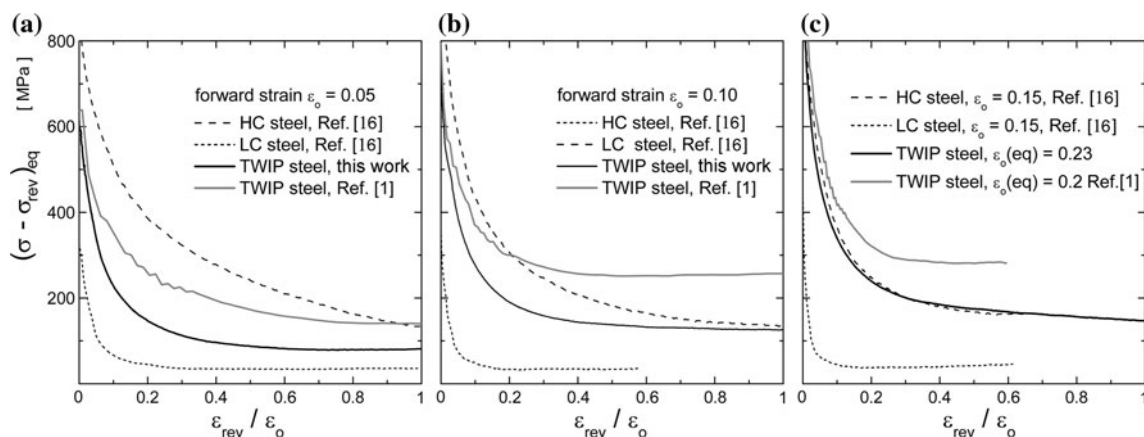 (a)
(b)
(c)
(σ - σrev)eq [ MPa]
800
600
400
200
forward strain εo = 0.05
HC steel, Ref. [16]
LC steel, Ref. [16]
TWIP steel, this work
TWIP steel, Ref. [1]
0
0.2
0.4
0.6
0.8
1
εrev / εo
forward strain εo = 0.10
HC steel, Ref. [16]
LC steel, Ref. [16]
TWIP steel, this work
TWIP steel, Ref. [1]
0
0.2
0.4
0.6
0.8
1
εrev / εo
HC steel, εo = 0.15, Ref. [16]
LC steel, εo = 0.15, Ref. [16]
TWIP steel, εo(eq) = 0.23
TWIP steel, εo(eq) = 0.2 Ref.[1]
0
0.2
0.4
0.6
0.8
1
εrev / εo